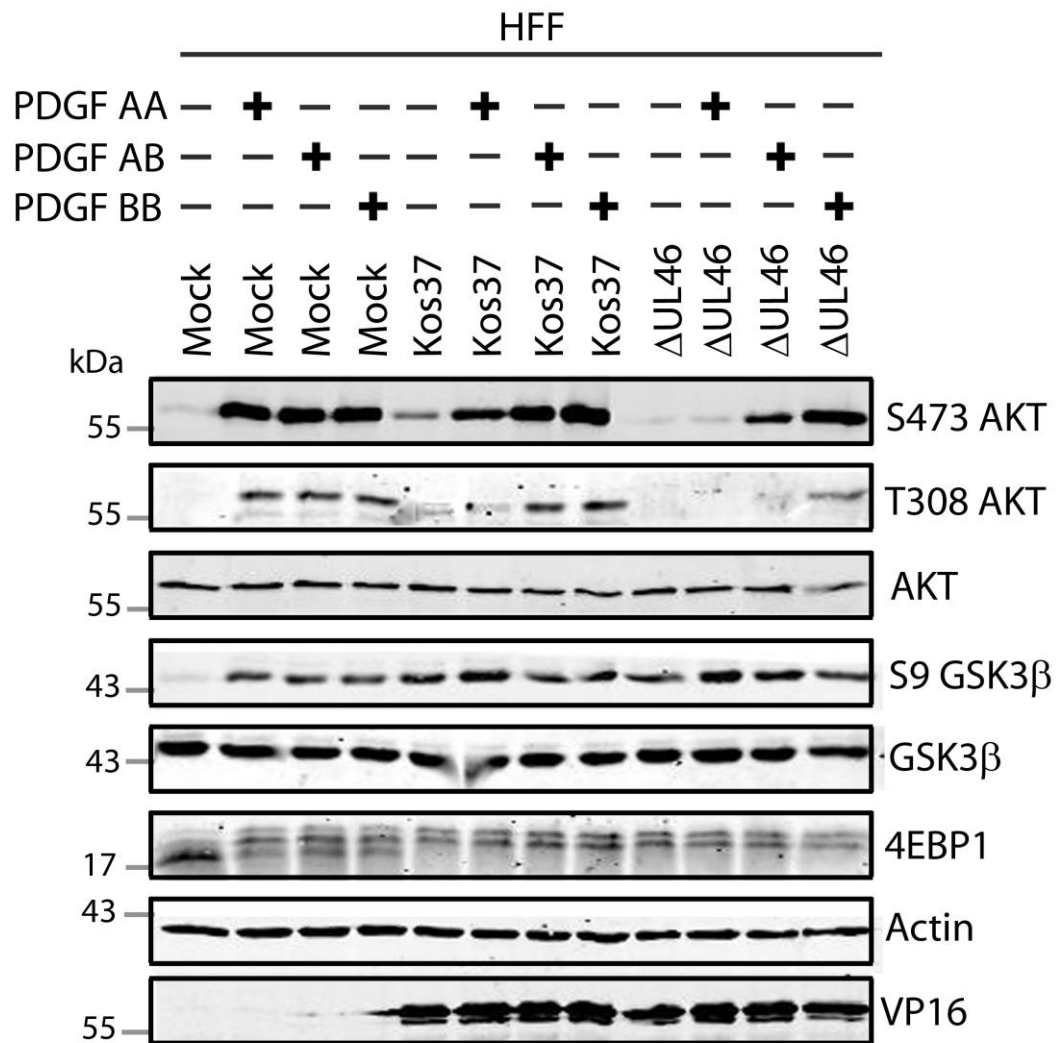 HFF
PDGF AA − + − − − + − − − + − −
PDGF AB − − + − − − + − − − + −
PDGF BB − − − + − − − + − − − +
Mock Mock Mock Mock Kos37 Kos37 Kos37 Kos37 ΔUL46 ΔUL46 ΔUL46 ΔUL46
kDa
55 S473 AKT
55 T308 AKT
55 AKT
43 S9 GSK3β
43 GSK3β
17 4EBP1
43 Actin
55 VP16